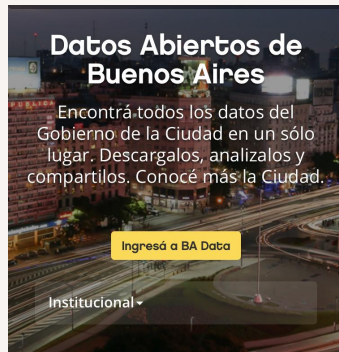 Datos Abiertos de
Buenos Aires
Encontrá todos los datos del
Gobierno de la Ciudad en un sólo
lugar. Descargalos, analizalos y
compartilos. Conocé más la Ciudad.
Ingresá a BA Data
Institucional